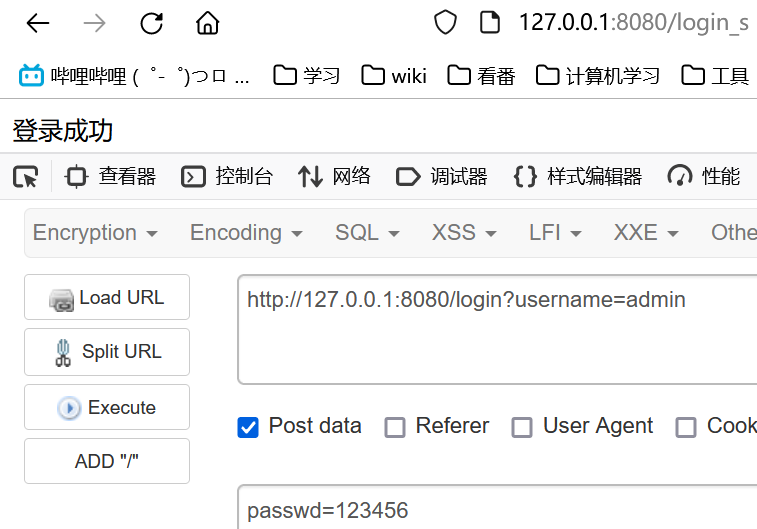 127.0.0.1:8080/login_s
哔哩哔哩 (゜-゜)つロ ... 学习 wiki 看番 计算机学习 工具
登录成功
查看器 控制台 网络 调试器 样式编辑器 性能
Encryption Encoding SQL XSS LFI XXE Othe
Load URL
http://127.0.0.1:8080/login?username=admin
Split URL
Execute
Post data Referer User Agent Cook
ADD "/"
passwd=123456